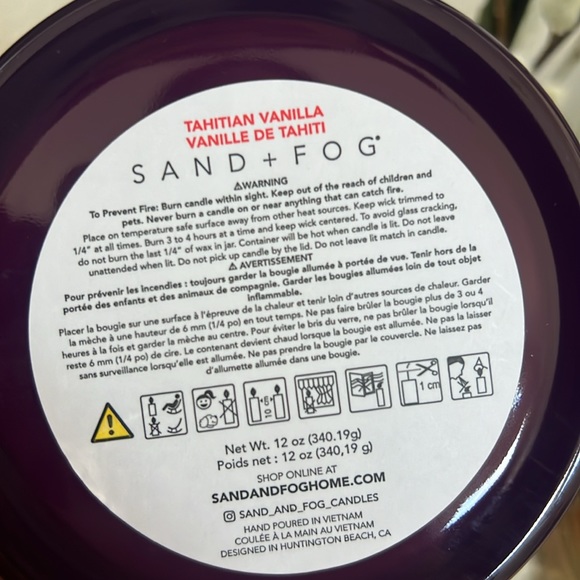 TAHITIAN VANILLA
VANILLE DE TAHITI
SAND+FOG®
⚠WARNING
To Prevent Fire: Burn candle within sight. Keep out of the reach of children and
pets. Never burn a candle on or near anything that can catch fire.
Place on temperature safe surface away from other heat sources. Keep wick trimmed to
1/4" at all times. Burn 3 to 4 hours at a time and keep wick centered. To avoid glass cracking,
do not burn the last 1/4" of wax in jar. Container will be hot when candle is lit. Do not leave
unattended when lit. Do not pick up candle by the lid. Do not leave lit match in candle.
⚠ AVERTISSEMENT
Pour prévenir les incendies : toujours garder la bougie allumée à portée de vue. Tenir hors de la
portée des enfants et des animaux de compagnie. Garder les bougies allumées loin de tout objet
inflammable.
Placer la bougie sur une surface à l'épreuve de la chaleur et tenir loin d'autres sources de chaleur. Garder
la mèche à une hauteur de 6 mm (1/4 po) en tout temps. Ne pas faire brûler la bougie plus de 3 ou 4
heures à la fois et garder la mèche au centre. Pour éviter le bris du verre, ne pas brûler la bougie lorsqu'il
reste 6 mm (1/4 po) de cire. Le contenant devient chaud lorsque la bougie est allumée. Ne pas la laisser
sans surveillance lorsqu'elle est allumée. Ne pas prendre la bougie par le couvercle. Ne laissez pas
d'allumette allumée dans une bougie.
10 cm
1 cm
Net Wt. 12 oz (340.19g)
Poids net : 12 oz (340,19 g)
SHOP ONLINE AT
SANDANDFOGHOME.COM
SAND_AND_FOG_CANDLES
HAND POURED IN VIETNAM
COULÉE À LA MAIN AU VIETNAM
DESIGNED IN HUNTINGTON BEACH, CA